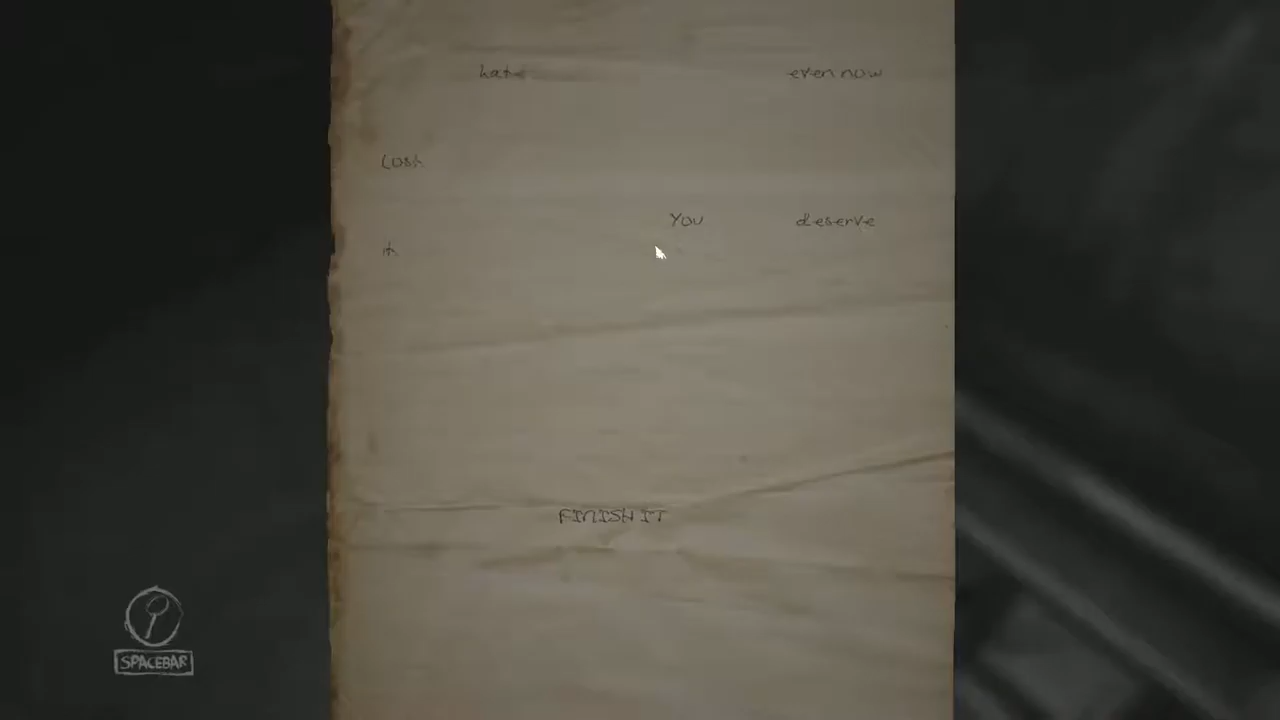 hate even now
Lost
You deserve
it
FINISH IT
SPACEBAR